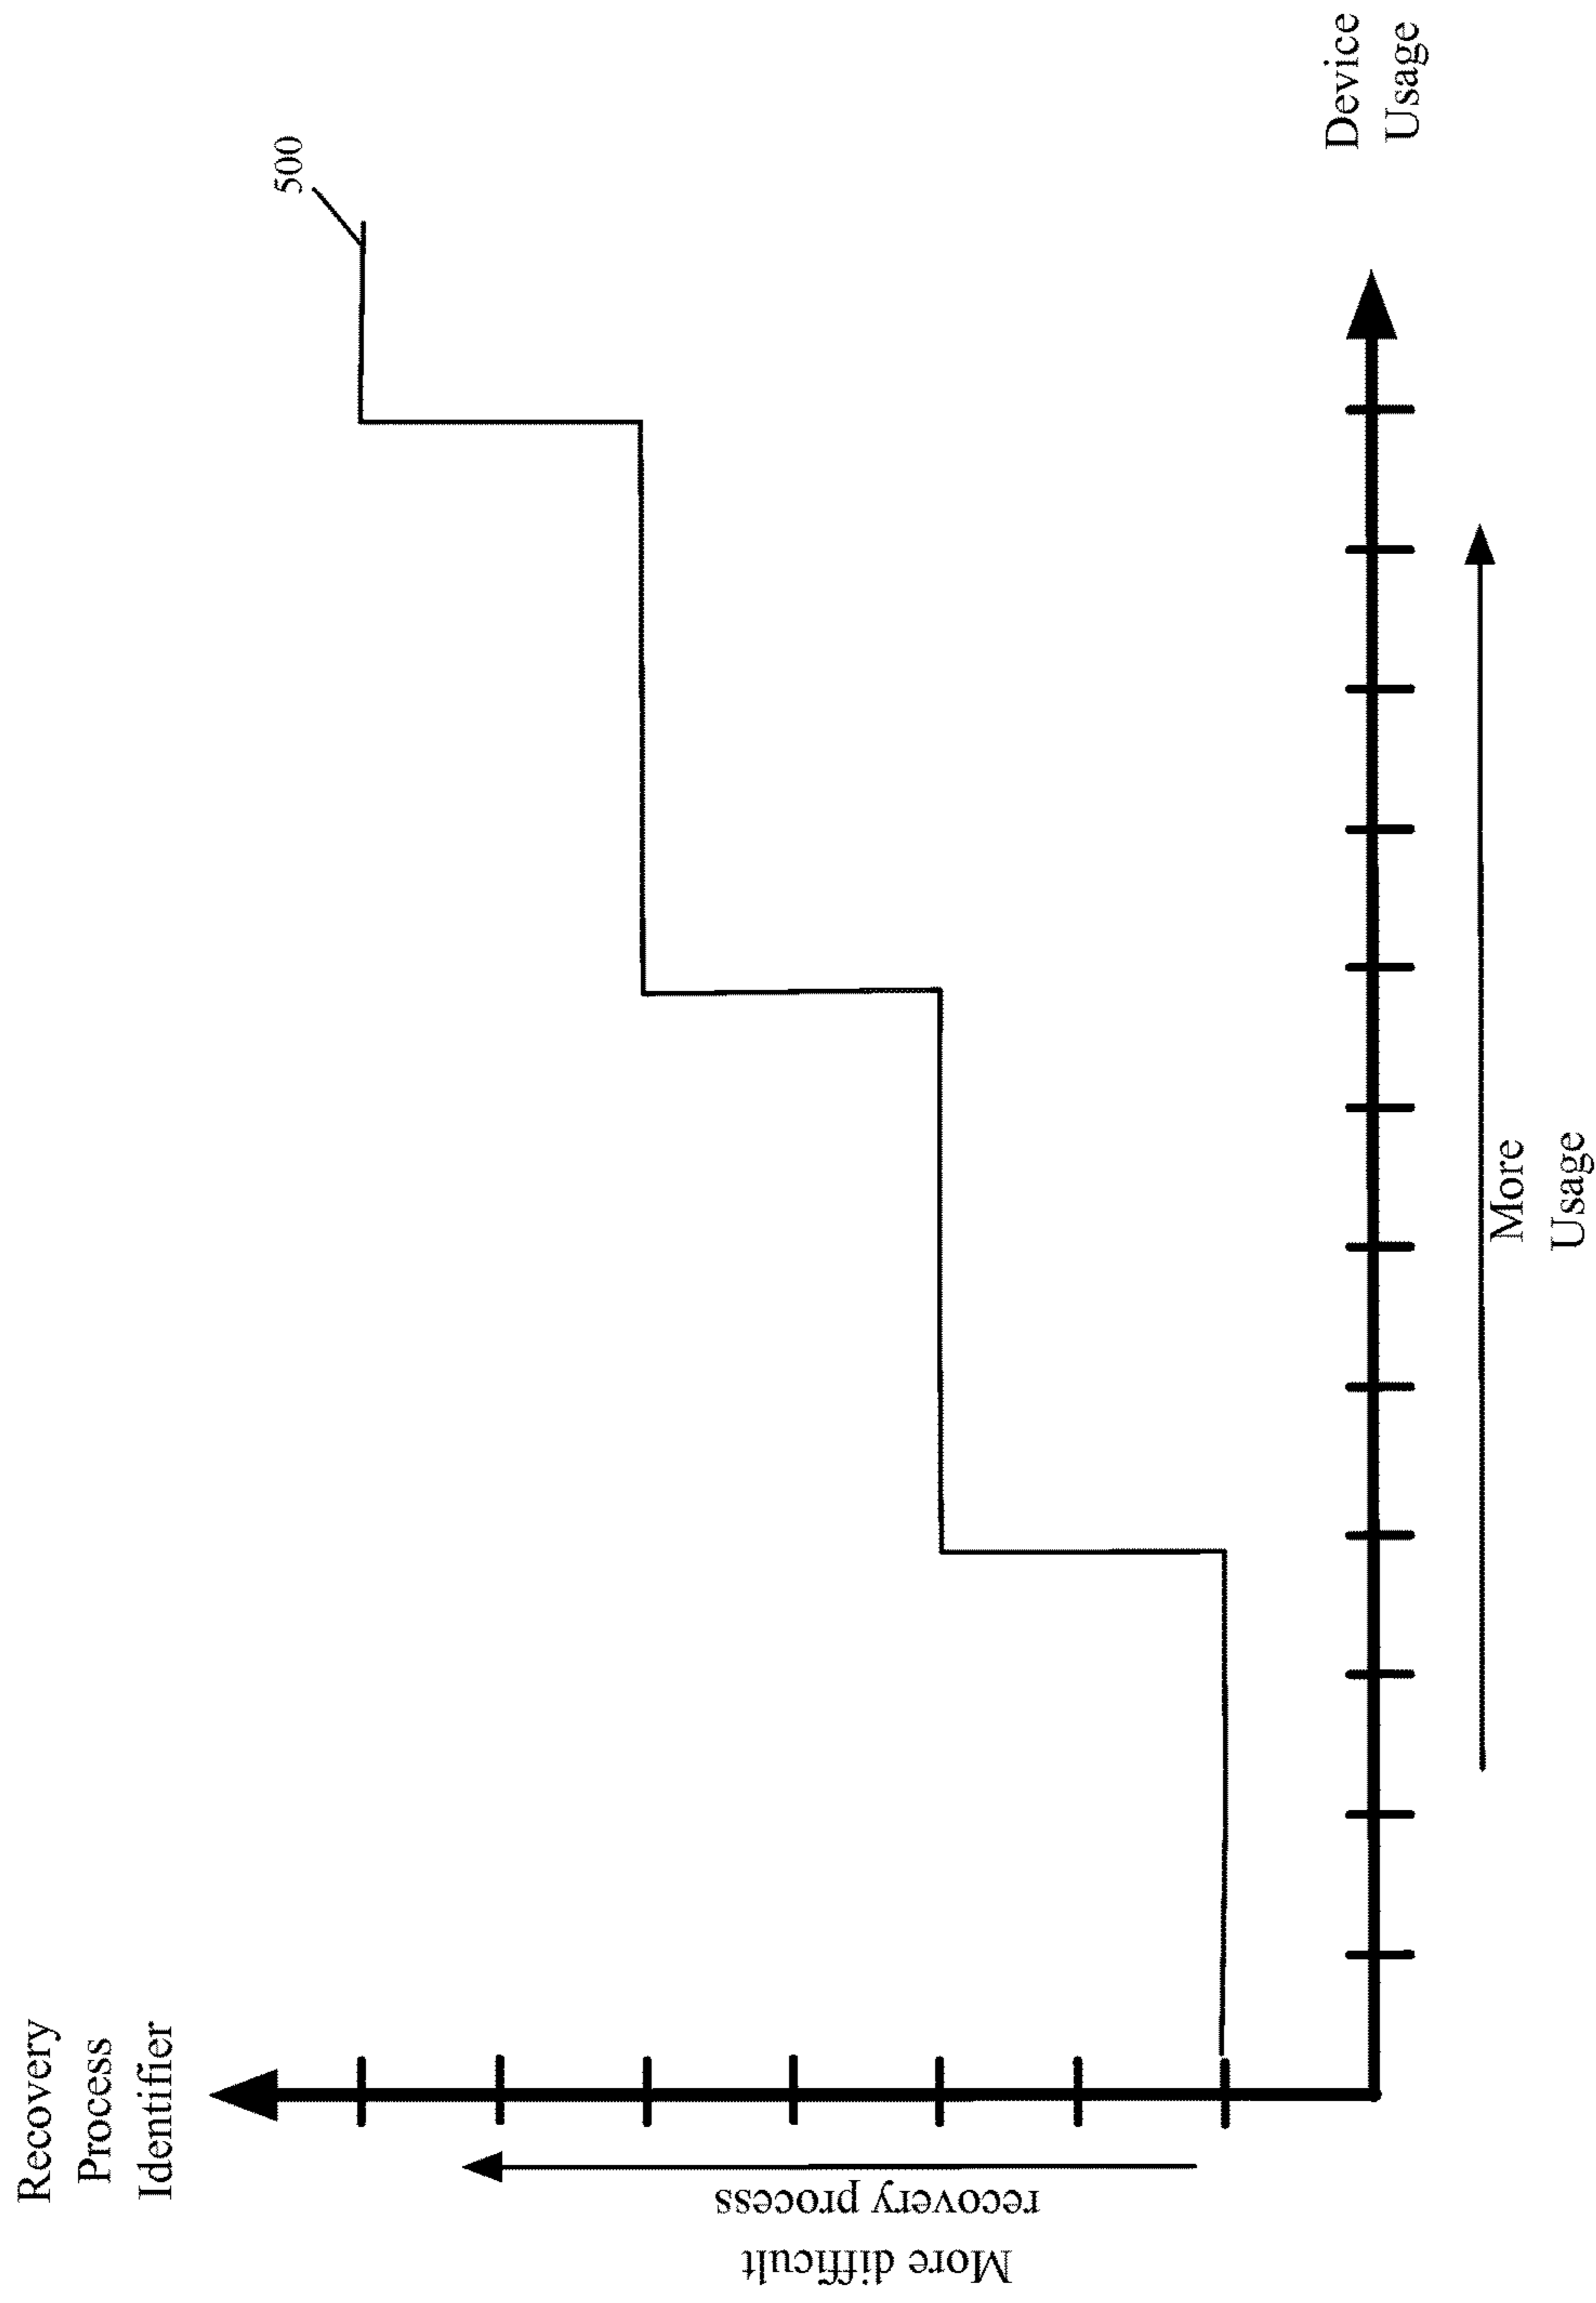 Recovery
Process
Identifier
500
More difficult
recovery process
Device
Usage
More
Usage